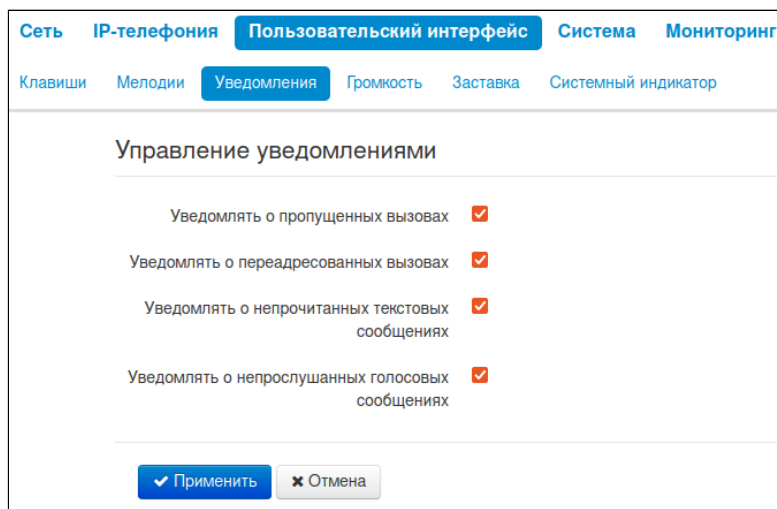 Сеть IP-телефония Пользовательский интерфейс Система Мониторинг
Клавиши Мелодии Уведомления Громкость Заставка Системный индикатор
Управление уведомлениями
Уведомлять о пропущенных вызовах
Уведомлять о переадресованных вызовах
Уведомлять о непрочитанных текстовых
сообщениях
Уведомлять о непрослушанных голосовых
сообщениях
Применить Отмена